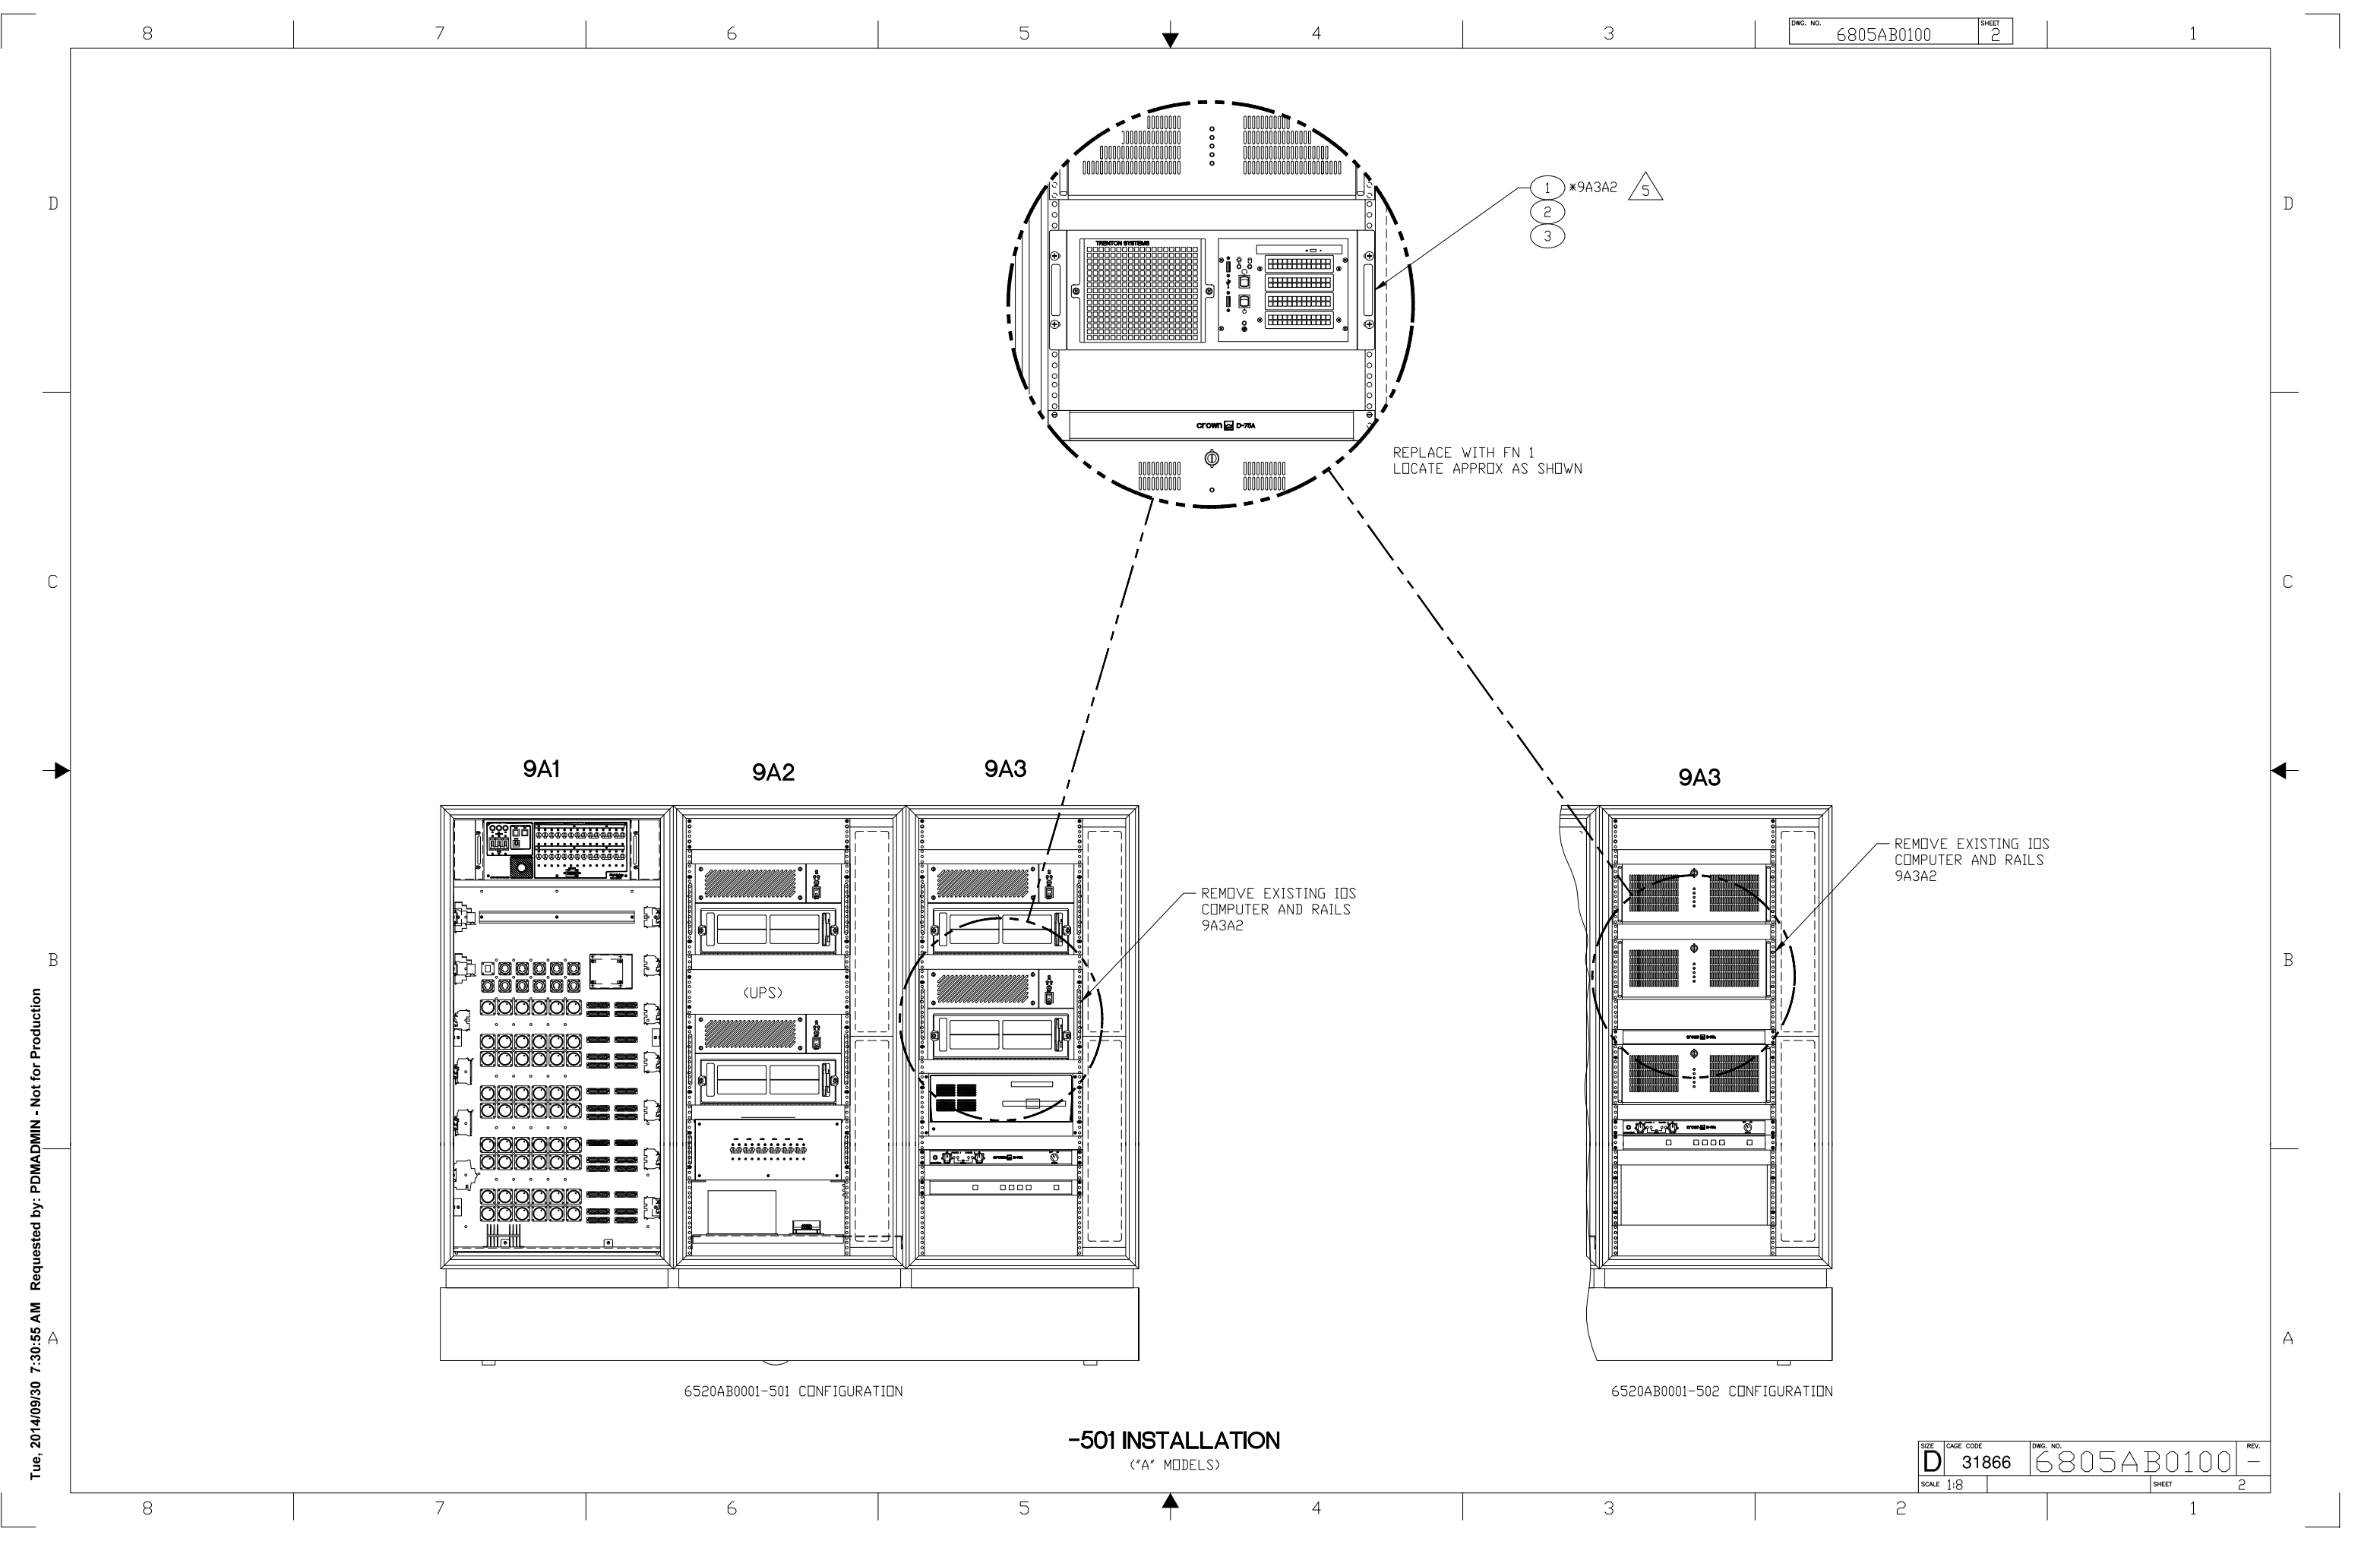 8
7
6
5
4
3
1
DWG. NO.
6805AB0100
SHEET
2
D
D
1 *9A3A2 5
2
3
TRENTON SYSTEMS
crown D-75A
REPLACE WITH FN 1
LOCATE APPROX AS SHOWN
C
C
9A1
9A2
9A3
9A3
REMOVE EXISTING IOS
COMPUTER AND RAILS
9A3A2
REMOVE EXISTING IOS
COMPUTER AND RAILS
9A3A2
B
B
(UPS)
A
A
6520AB0001-501 CONFIGURATION
6520AB0001-502 CONFIGURATION
-501 INSTALLATION
("A" MODELS)
SIZE
D
CAGE CODE
31866
DWG. NO.
6805AB0100
REV.
-
SCALE 1:8
SHEET 2
8
7
6
5
4
3
2
1
Tue, 2014/09/30 7:30:55 AM Requested by: PDMADMIN - Not for Production